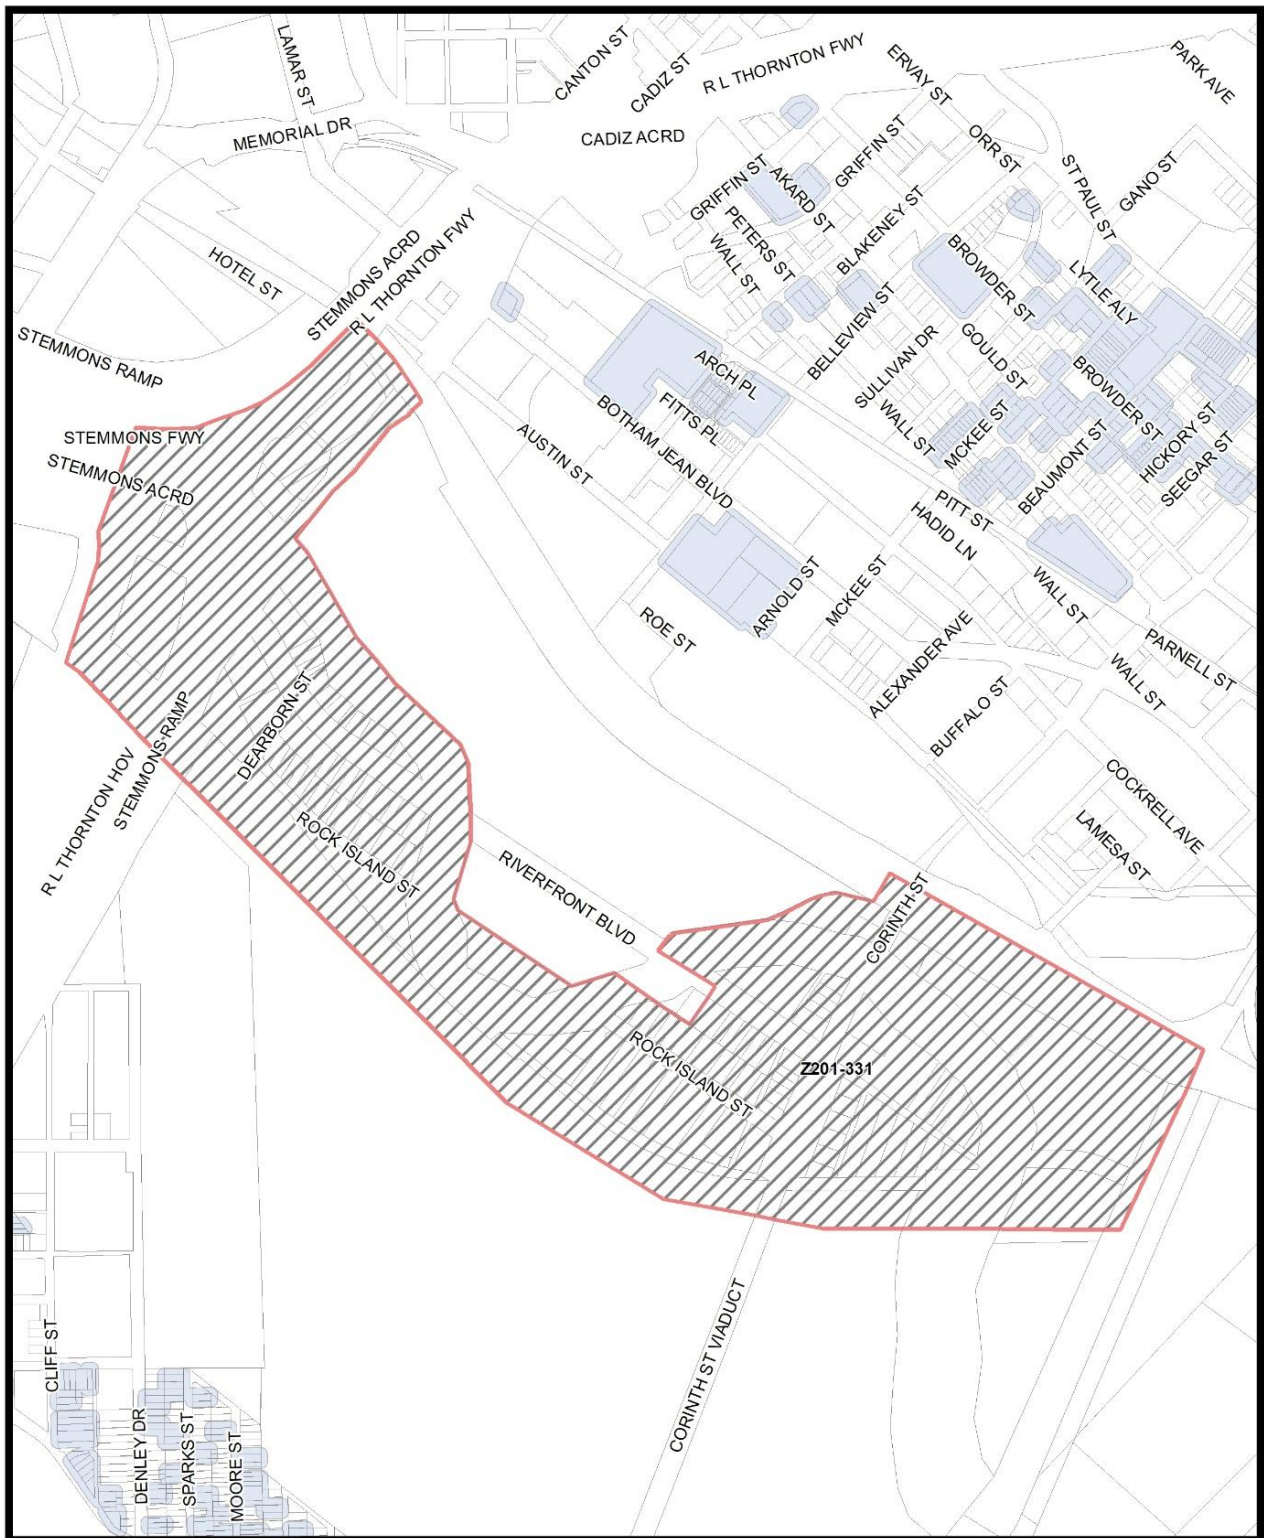 LAMAR ST
CANTON ST
CADIZ ST
R L THORNTON FWY
ERVAY ST
PARK AVE
MEMORIAL DR
CADIZ ACRD
GRIFFIN ST
ORR ST
ST PAUL ST
GANO ST
GRIFFIN ST
AKARD ST
PETERS ST
BLAKENEY ST
WALL ST
HOTEL ST
STEMMONS ACRD
R L THORNTON FWY
BROWDER ST
LYTLE ALY
BELLEVIEW ST
SULLIVAN DR
GOULD ST
STEMMONS RAMP
ARCH PL
FITTS PL
BOTHAM JEAN BLVD
BROWDER ST
WALL ST
MCKEE ST
HICKORY ST
SEEGAR ST
BEAUMONT ST
STEMMONS FWY
STEMMONS ACRD
AUSTIN ST
PITT ST
HADID LN
ARNOLD ST
MCKEE ST
WALL ST
ROE ST
PARNELL ST
ALEXANDER AVE
WALL ST
BUFFALO ST
DEARBORN ST
STEMMONS RAMP
R L THORNTON HOV
COCKRELL AVE
LAMESA ST
ROCK ISLAND ST
RIVERFRONT BLVD
CORINTH ST
ROCK ISLAND ST
Z201-331
CORINTH ST VIADUCT
CLIFF ST
DENLEY DR
SPARKS ST
MOORE ST